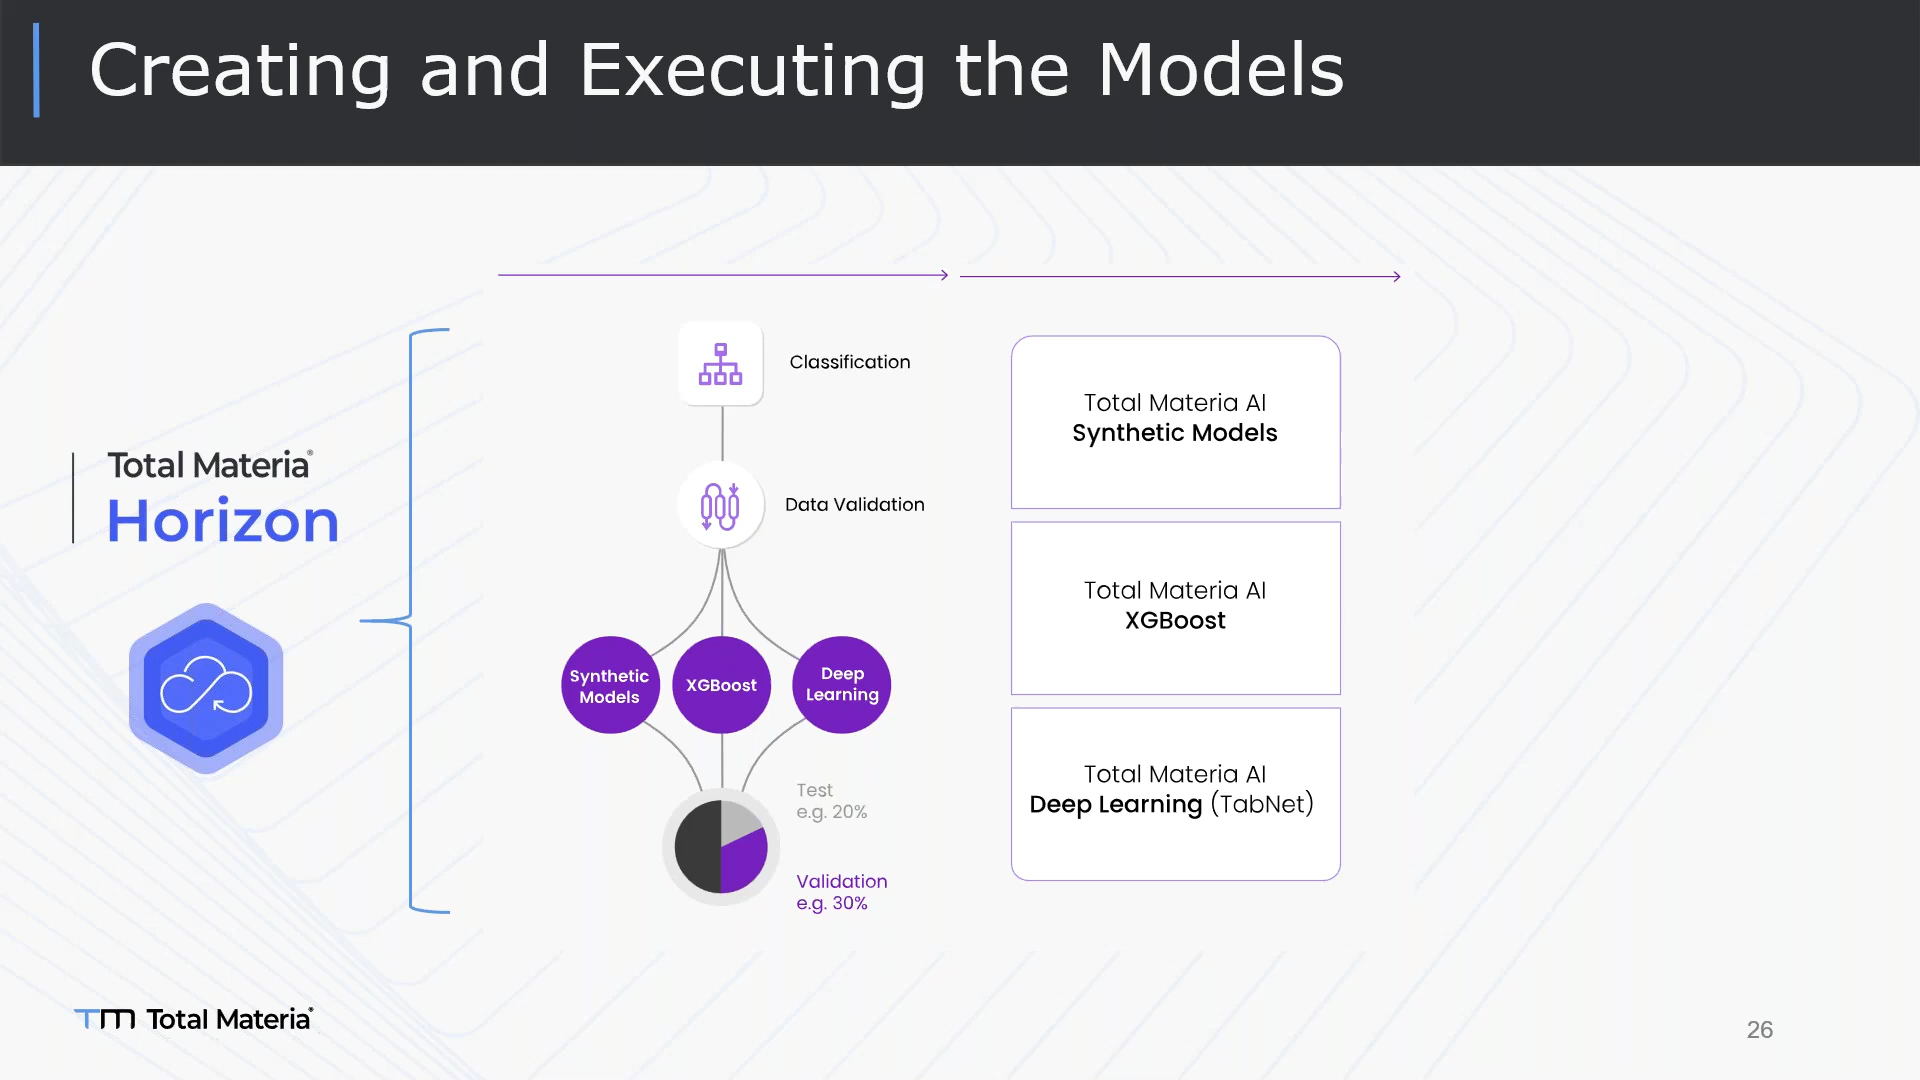 Creating and Executing the Models
Total Materia®
Horizon
Classification
Data Validation
Synthetic
Models
XGBoost
Deep
Learning
Test
e.g. 20%
Validation
e.g. 30%
Total Materia AI
Synthetic Models
Total Materia AI
XGBoost
Total Materia AI
Deep Learning (TabNet)
TM Total Materia®
26